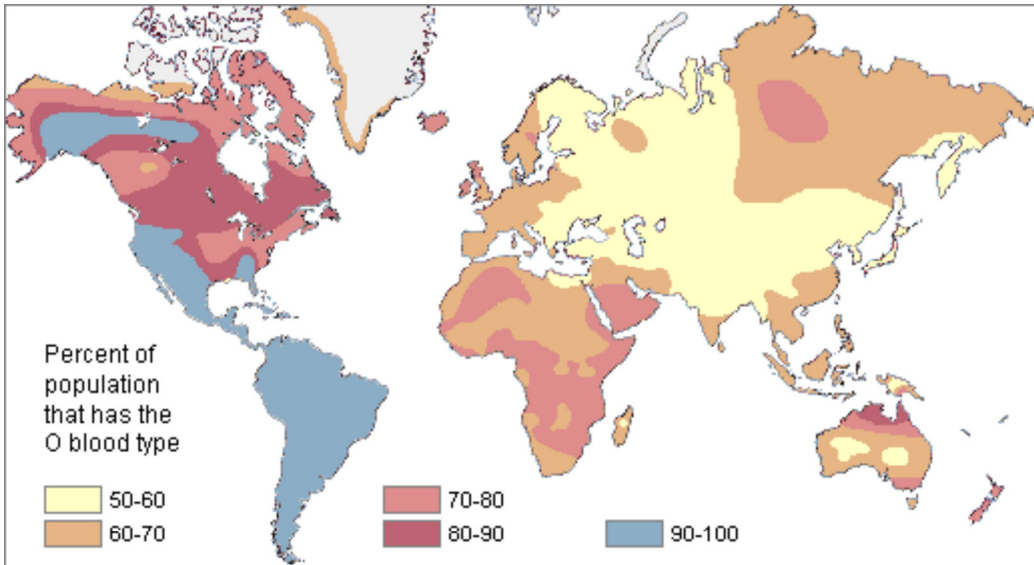 Percent of
population
that has the
O blood type
50-60
60-70
70-80
80-90
90-100